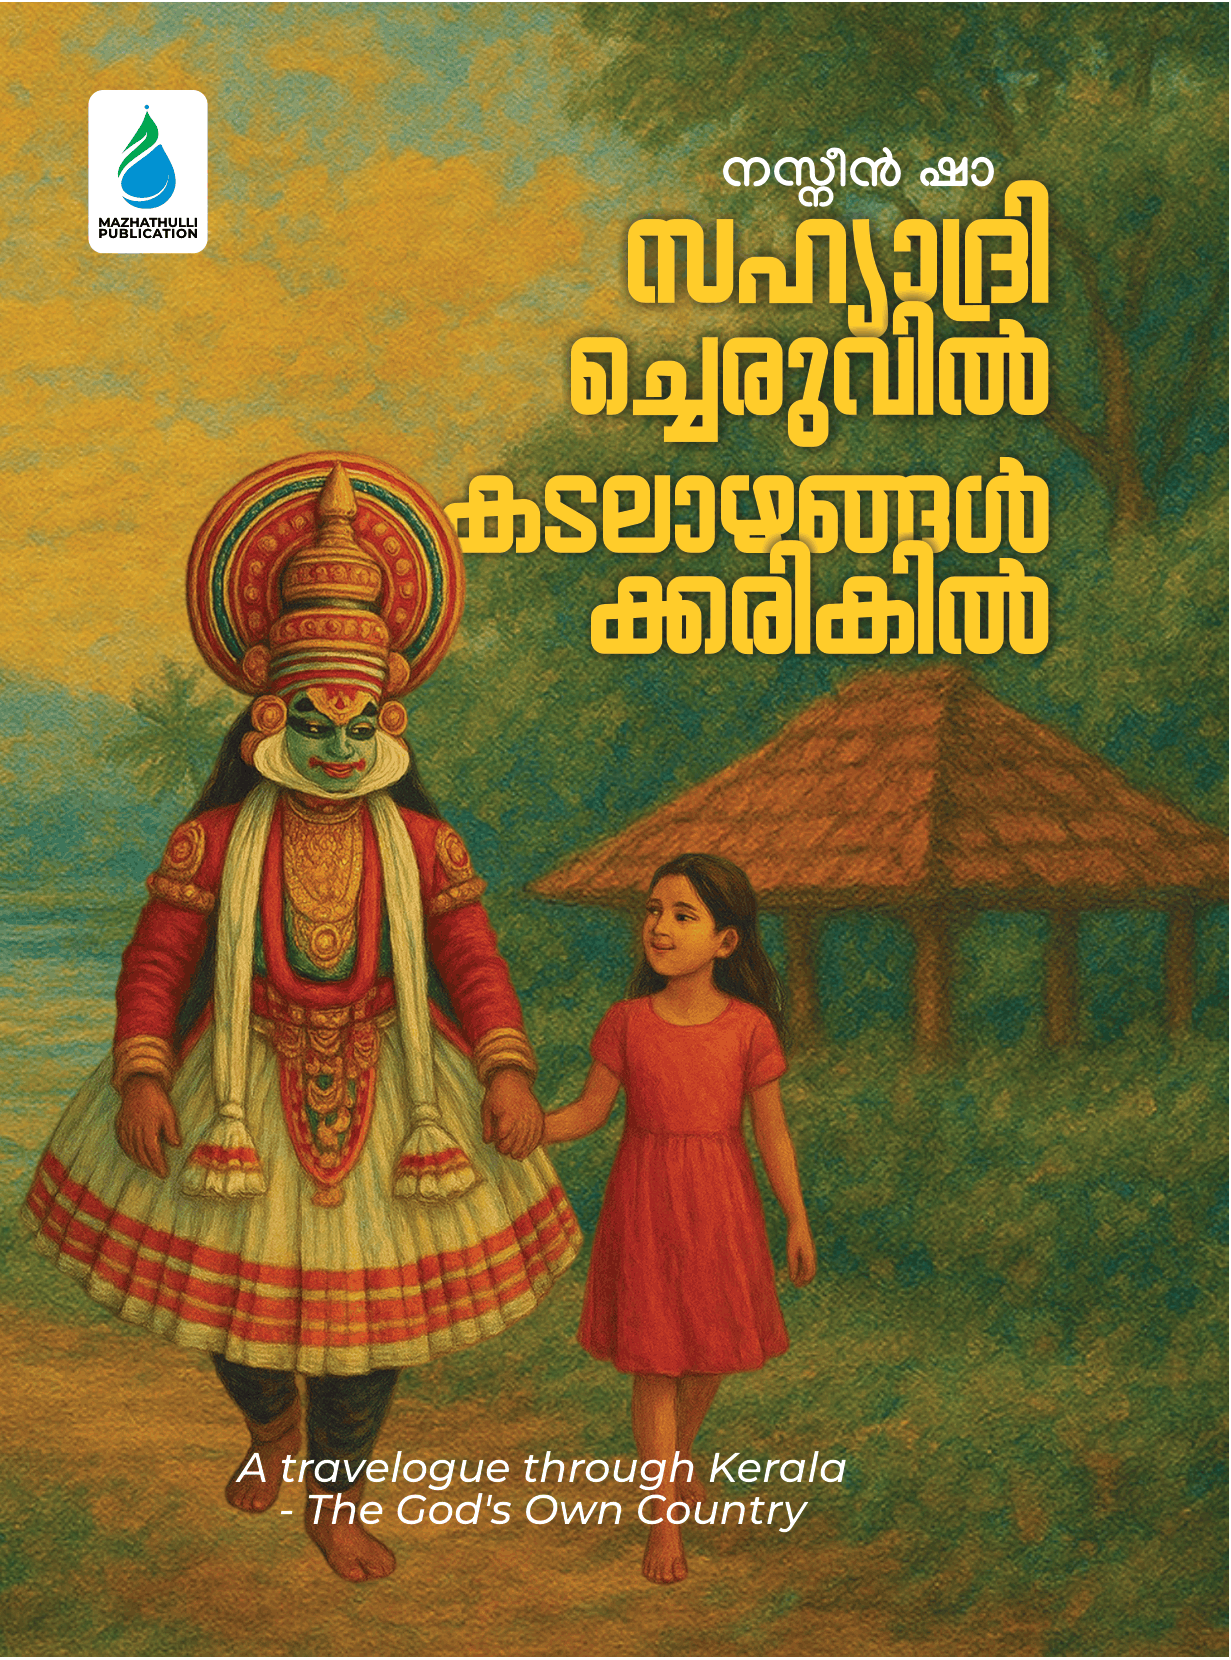 MAZHATHULLI
PUBLICATION
നസ്നീൻ ഷാ
സഹ്യാദ്രി
ച്ചെരുവിൽ
കടലാഴങ്ങൾ
ക്കരികിൽ
A travelogue through Kerala
- The God's Own Country